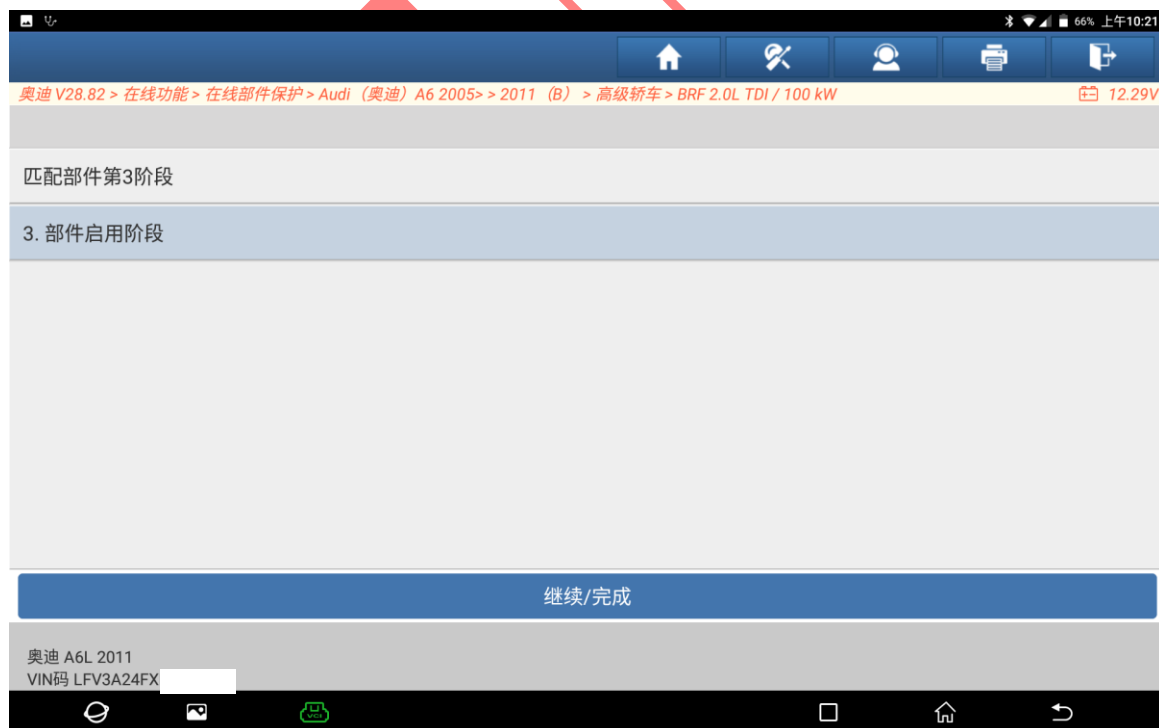 66% 上午10:21
奥迪 V28.82 > 在线功能 > 在线部件保护 > Audi（奥迪）A6 2005> > 2011（B） > 高级轿车 > BRF 2.0L TDI / 100 kW 12.29V
匹配部件第3阶段
3. 部件启用阶段
继续/完成
奥迪 A6L 2011
VIN码 LFV3A24FX
VCI